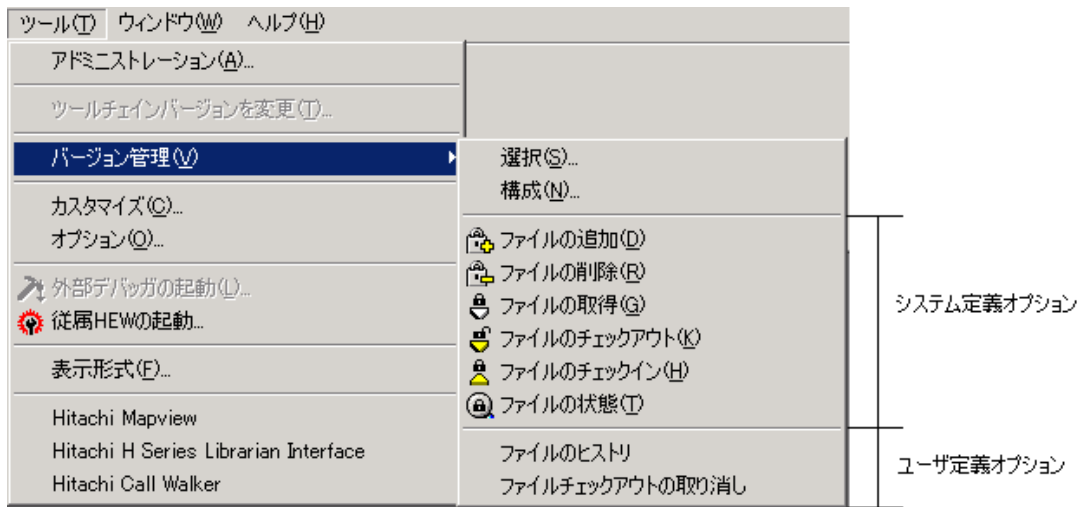 ツール(T) ウィンドウ(W) ヘルプ(H)
アドミニストレーション(A)...
ツールチェインバージョンを変更(T)...
バージョン管理(V)
カスタマイズ(C)...
オプション(O)...
外部デバッガの起動(L)...
従属HEWの起動...
表示形式(F)...
Hitachi Mapview
Hitachi H Series Librarian Interface
Hitachi Call Walker
選択(S)...
構成(N)...
ファイルの追加(D)
ファイルの削除(R)
ファイルの取得(G)
ファイルのチェックアウト(K)
ファイルのチェックイン(H)
ファイルの状態(T)
ファイルのヒストリ
ファイルチェックアウトの取り消し
システム定義オプション
ユーザ定義オプション